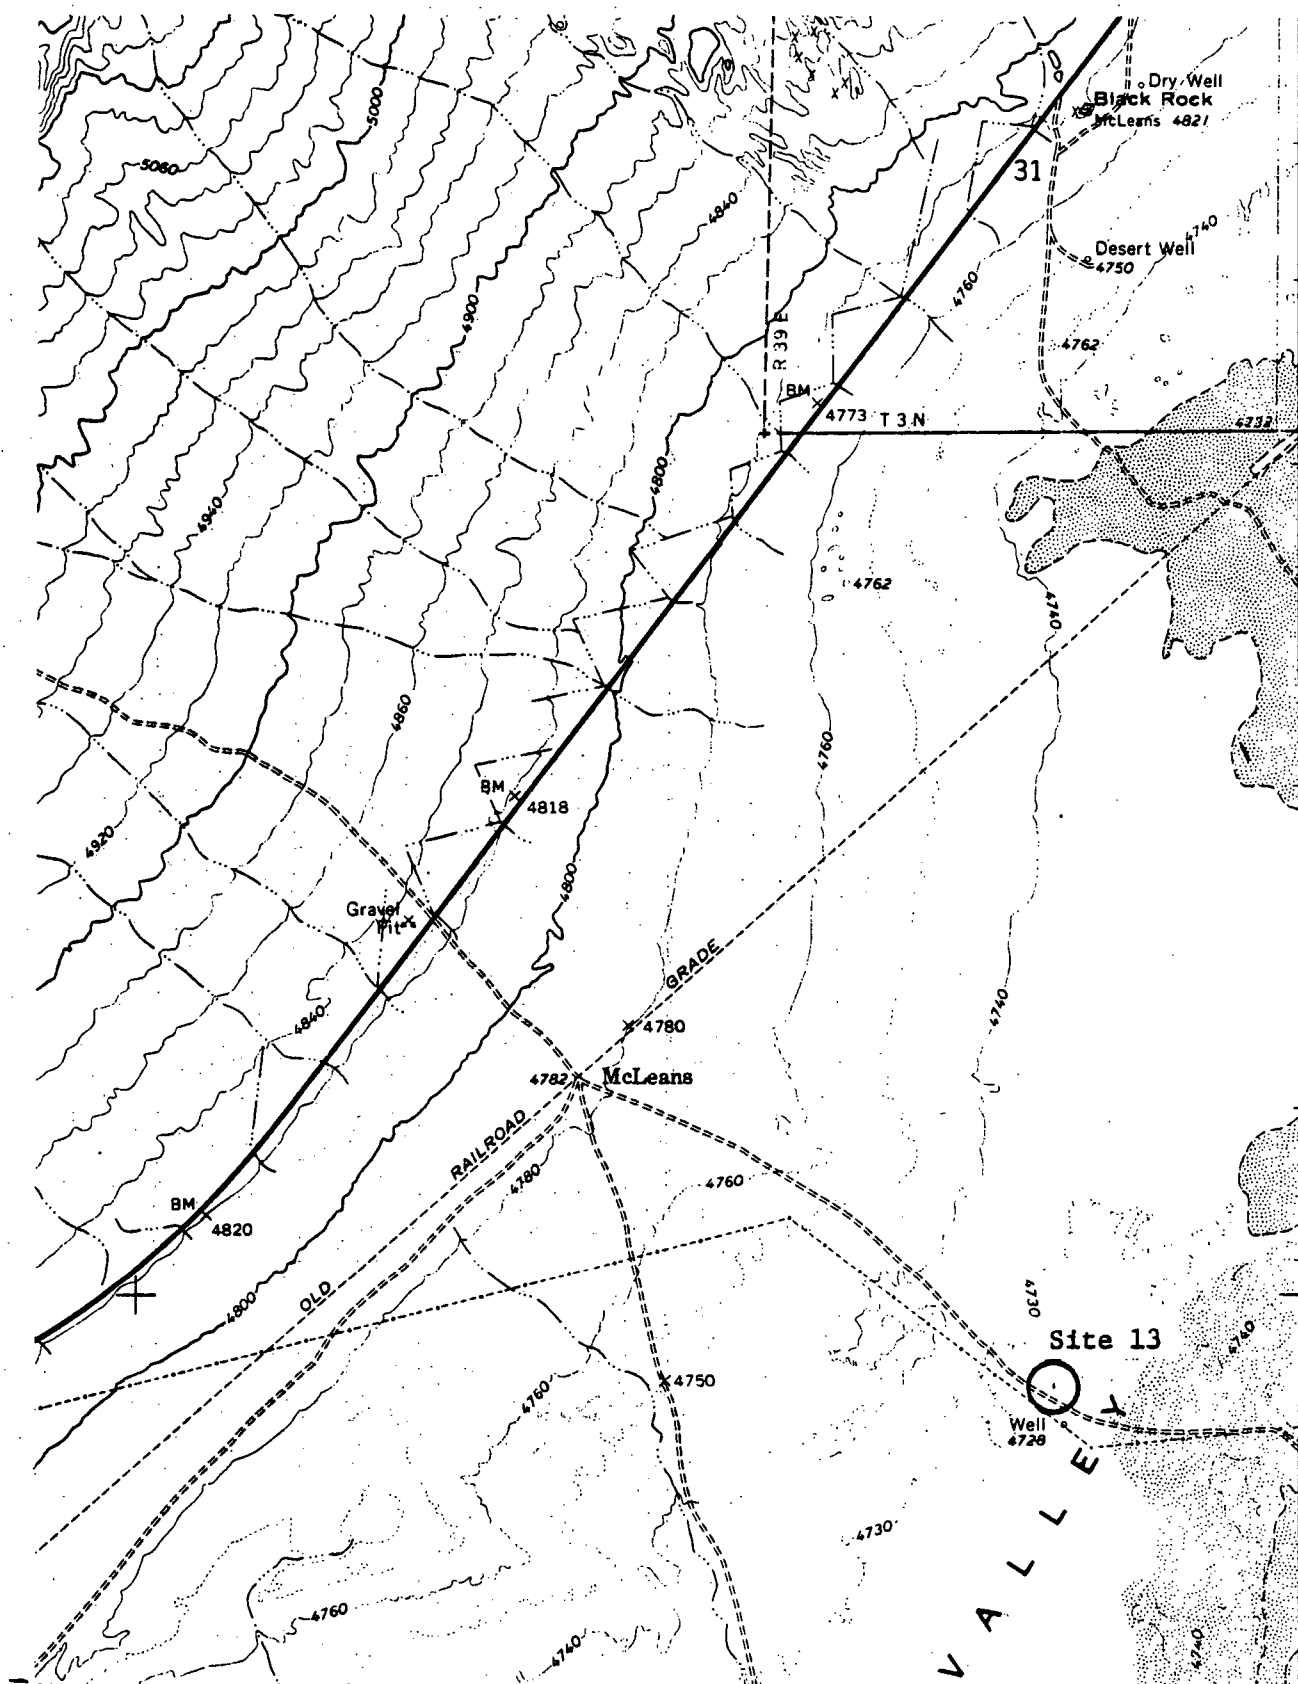 5000
Dry Well
Black Rock
McLeans 4821
5060
31
4840
4740
Desert Well
4750
4760
4900
R 39 E
4762
BM
4773 T 3 N
4232
4800
4940
4762
4740
4860
4760
BM
4818
4920
4800
Gravel
Pit
GRADE
4740
4840
4780
4782 McLeans
RAILROAD
4780
4760
BM
4820
OLD
4800
4730
Site 13
4740
4750
4760
Well
4728
VALLEY
4730
4760
4740
4740